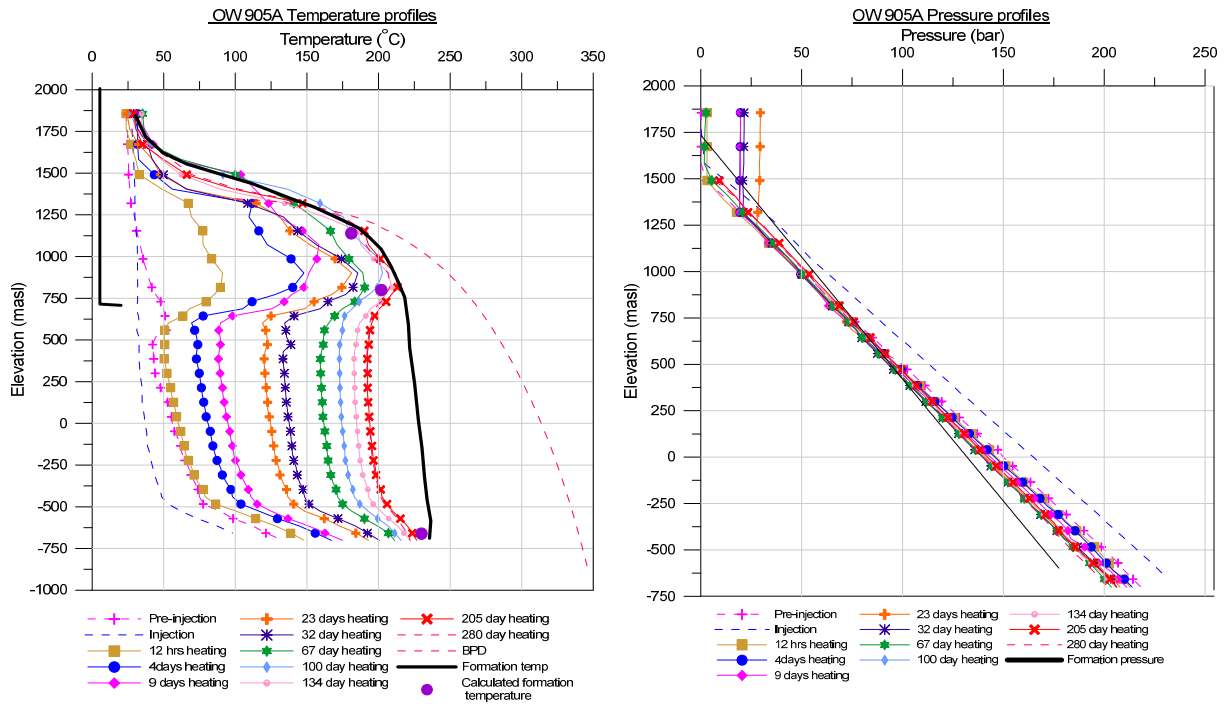 OW 905A Temperature profiles
Temperature (°C)
0 50 100 150 200 250 300 350
2000
1750
1500
1250
1000
750
500
250
0
-250
-500
-750
-1000
Elevation (masl)
Pre-injection
Injection
12 hrs heating
4days heating
9 days heating
23 days heating
32 day heating
67 day heating
100 day heating
134 day heating
205 day heating
280 day heating
BPD
Formation temp
Calculated formation
temperature
OW 905A Pressure profiles
Pressure (bar)
0 50 100 150 200 250
2000
1750
1500
1250
1000
750
500
250
0
-250
-500
-750
Elevation (masl)
Pre-injection
Injection
12 hrs heating
4days heating
9 days heating
23 days heating
32 day heating
67 day heating
100 day heating
134 day heating
205 day heating
280 day heating
Formation pressure